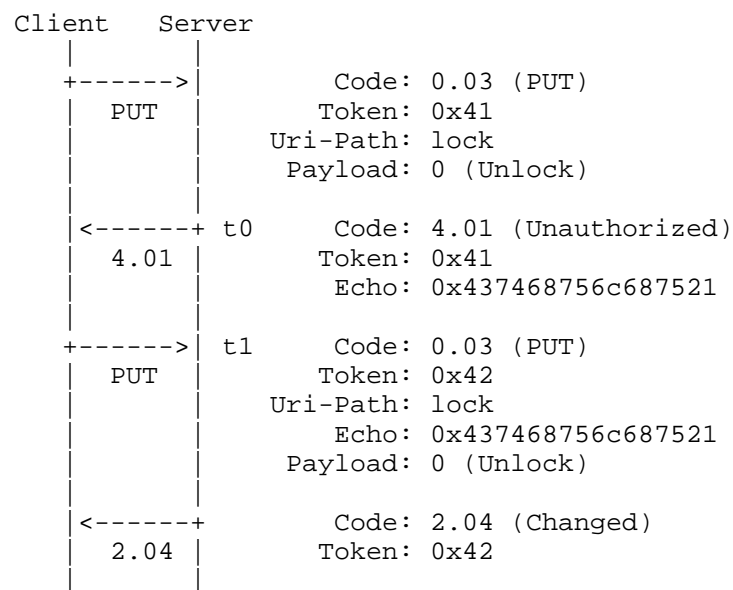 Client Server
Code: 0.03 (PUT)
PUT Token: 0x41
Uri-Path: lock
Payload: 0 (Unlock)
t0 Code: 4.01 (Unauthorized)
4.01 Token: 0x41
Echo: 0x437468756c687521
t1 Code: 0.03 (PUT)
PUT Token: 0x42
Uri-Path: lock
Echo: 0x437468756c687521
Payload: 0 (Unlock)
Code: 2.04 (Changed)
2.04 Token: 0x42